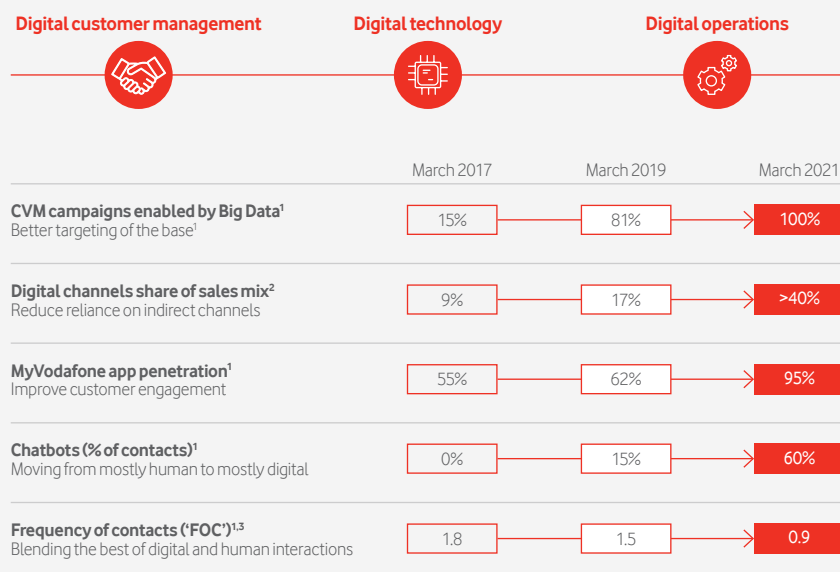 Digital customer management
Digital technology
Digital operations
March 2017
March 2019
March 2021
CVM campaigns enabled by Big Data¹
Better targeting of the base¹
15%
81%
100%
Digital channels share of sales mix²
Reduce reliance on indirect channels
9%
17%
>40%
MyVodafone app penetration¹
Improve customer engagement
55%
62%
95%
Chatbots (% of contacts)¹
Moving from mostly human to mostly digital
0%
15%
60%
Frequency of contacts (‘FOC’)¹,³
Blending the best of digital and human interactions
1.8
1.5
0.9